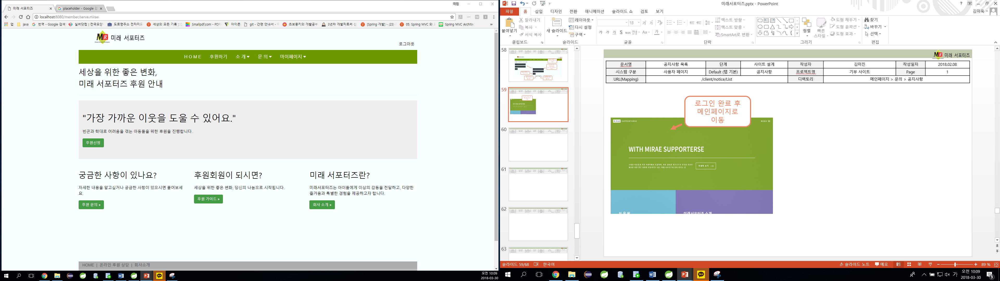 미래 서포터즈
placeholder - Google 검
localhost:8080/member/serve.mirae
앱
java
번역 - Google 검색
실버닷컴 | 전국요양
도로명주소 전자지도
세상의 모든 기록 :: [
Smallpdf.com - PDF
아이폰
git - 간편 안내서 -
초보몽키의 개발공부
3년차 개발자로써 신
[Spring 개발] - (23)
05. Spring MVC 와
Spring MVC Architec
»
MR 미래 서포터즈
로그아웃
H O M E
후원하기
소 개
문 의
마이페이지
세상을 위한 좋은 변화,
미래 서포터즈 후원 안내
"가장 가까운 이웃을 도울 수 있어요."
빈곤과 학대로 어려움을 겪는 아동들을 위한 후원을 진행합니다.
후원신청
궁금한 사항이 있나요?
자세한 내용을 알고싶거나 궁금한 사항이 있으시면 물어보세
요.
후원 문의 »
후원회원이 되시면?
세상을 위한 좋은 변화, 당신의 나눔으로 시작됩니다.
후원 가이드 »
미래 서포터즈란?
미래서포터즈는 아이들에게 이상의 감동을 전달하고, 다양한
즐거움과 특별한 경험을 제공하고자 합니다.
회사 소개 »
HOME | 온라인 후원 상담 | 회사소개
오전 10:09
2018-03-30
미래서포터즈.pptx - PowerPoint
파일
홈
삽입
디자인
전환
애니메이션
슬라이드 쇼
검토
보기
김미옥
붙여넣기
잘라내기
복사
서식 복사
클립보드
새 슬라이드
레이아웃
다시 설정
구역
슬라이드
18
가 가 가 S
Aa
가
글꼴
텍스트 방향
텍스트 맞춤
SmartArt로 변환
단락
정렬
빠른
스타일
도형 채우기
도형 윤곽선
도형 효과
그리기
찾기
바꾸기
선택
편집
58
59
60
61
62
63
MR 미래 서포터즈
문서명 공지사항 목록 단계 사이트 설계 작성자 김미진 작성일자 2018.02.08
시스템 구분 사용자 페이지 Default (탭 기본) 공지사항 프로젝트명 기부 사이트 Page 1
URL(Mapping) /client/notice/List 디렉토리 메인페이지 > 문의 > 공지사항
로그인 완료 후
메인페이지로
이동
MIRAE SUPPORTERSE
MENU
WITH MIRAE SUPPORTERSE
자세히 보기
미래서포터즈 소개
슬라이드 59/68
한국어
슬라이드 노트
메모
89 %
TALK
가
오전 10:09
2018-03-30
3